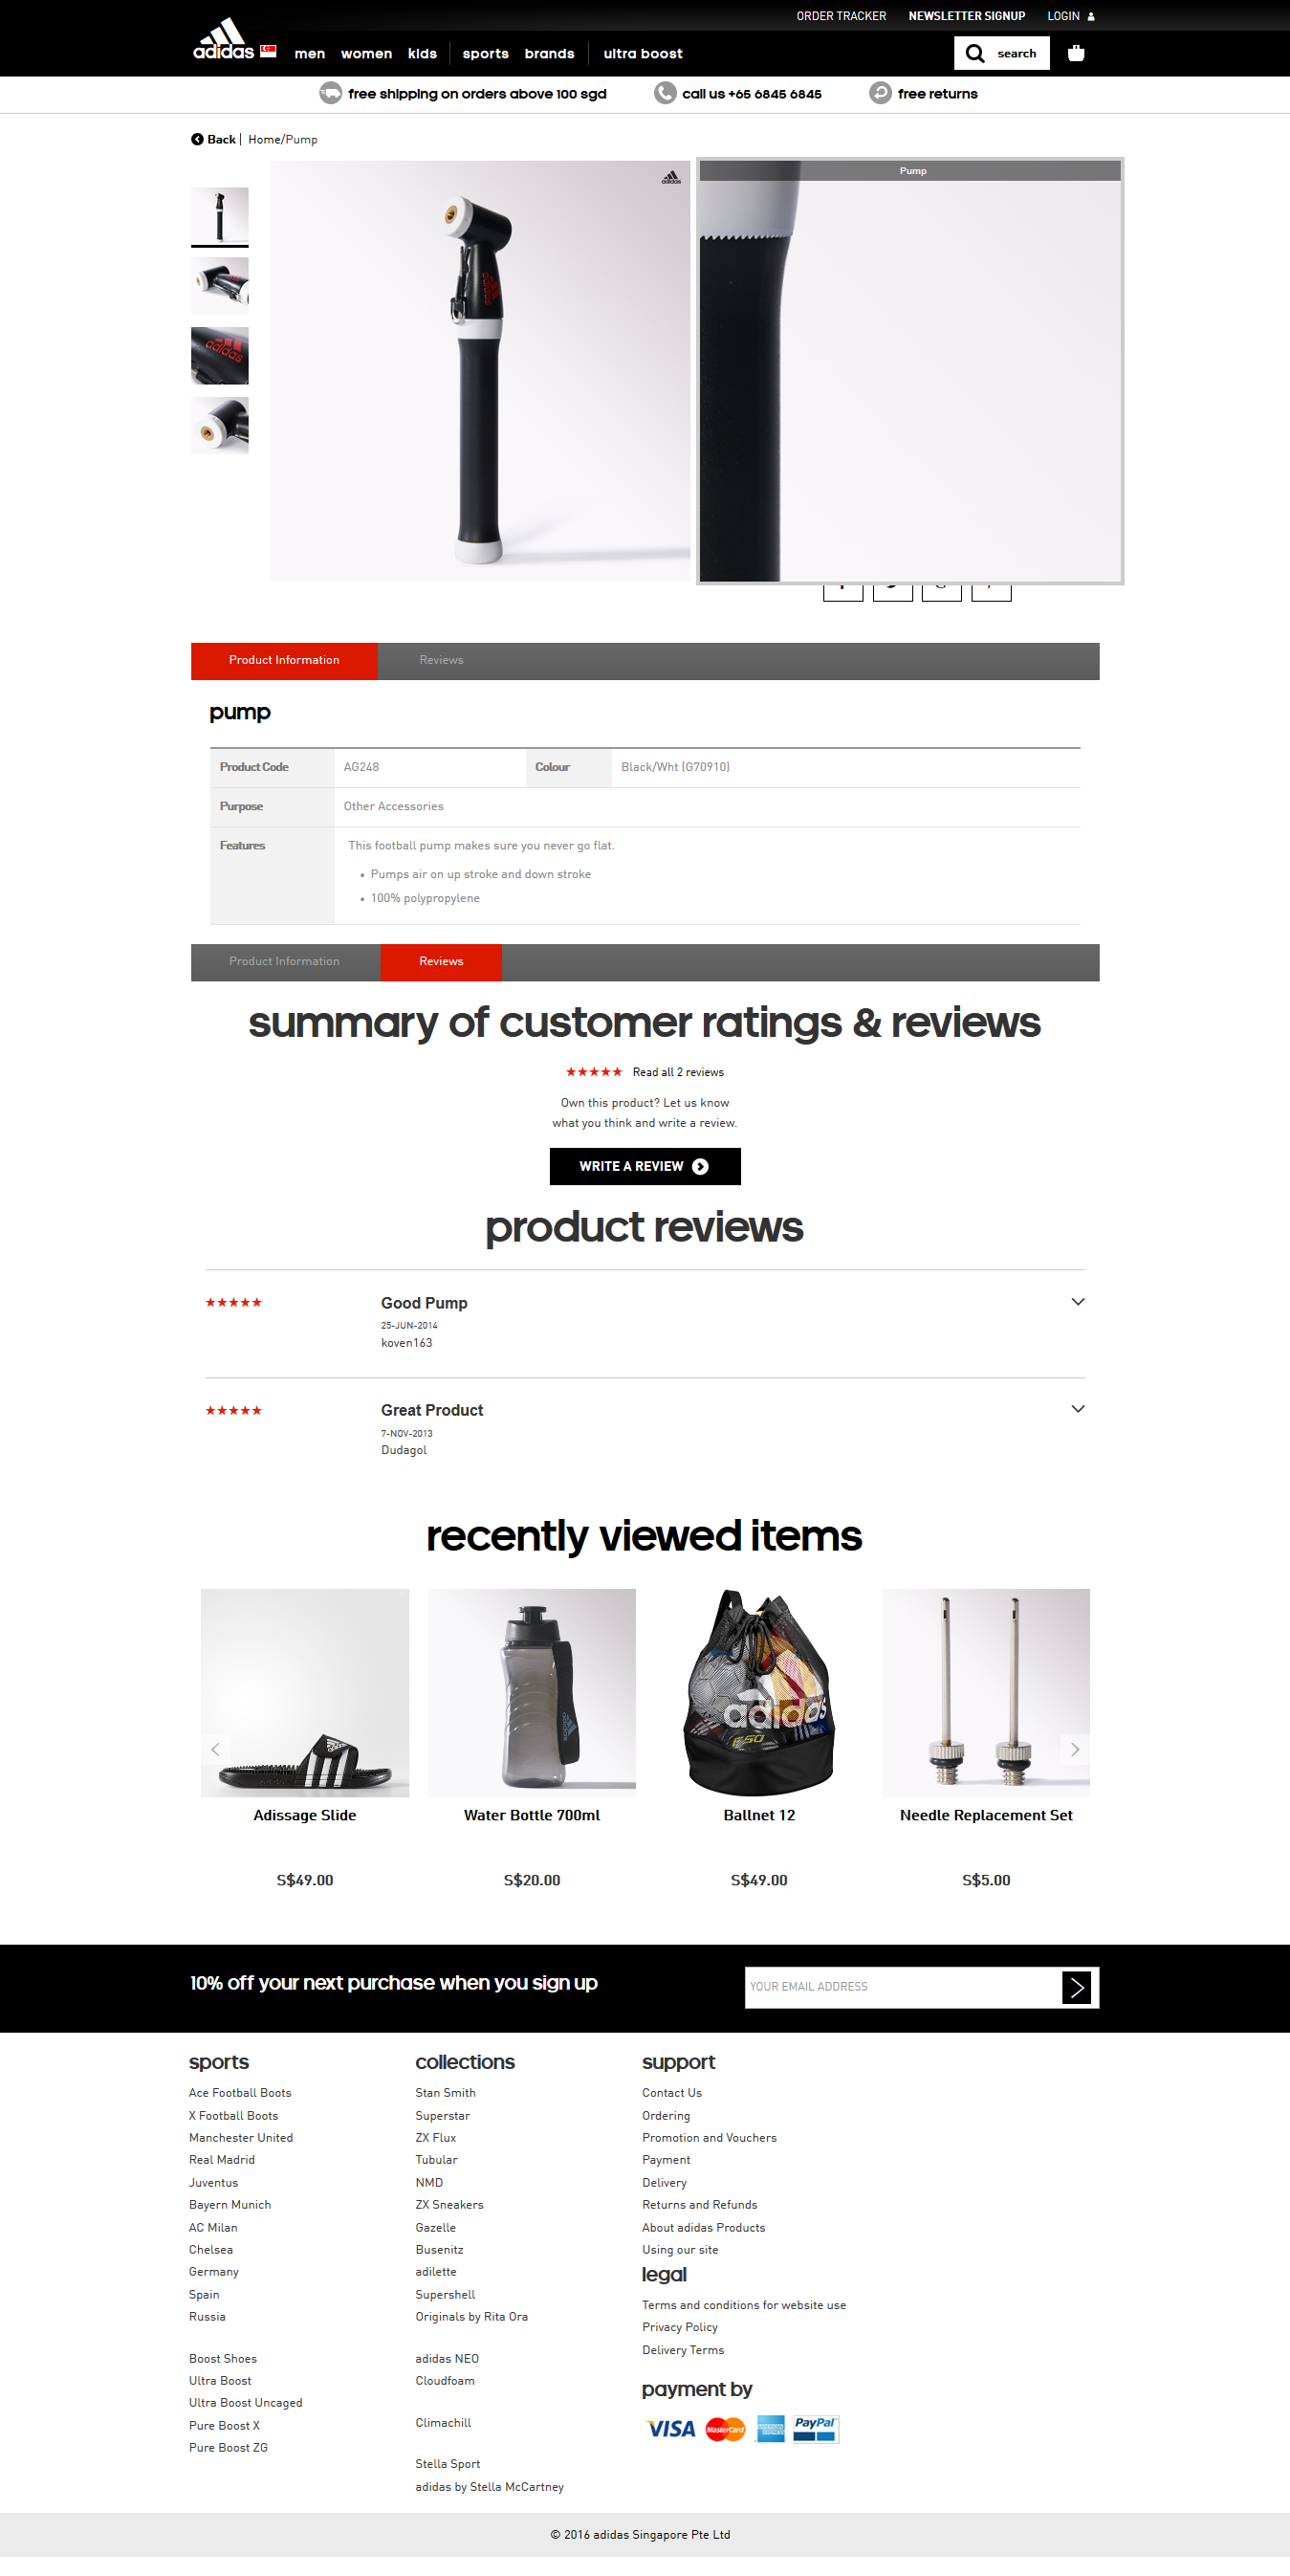 ORDER TRACKER NEWSLETTER SIGNUP LOGIN
adidas men women kids sports brands ultra boost search
free shipping on orders above 100 sgd call us +65 6845 6845 free returns
Back | Home/Pump
adidas
Pump
adidas
adidas
Product Information Reviews
pump
Product Code AG248 Colour Black/Wht (G70910)
Purpose Other Accessories
Features This football pump makes sure you never go flat.
• Pumps air on up stroke and down stroke
• 100% polypropylene
Product Information Reviews
summary of customer ratings & reviews
Read all 2 reviews
Own this product? Let us know
what you think and write a review.
WRITE A REVIEW
product reviews
Good Pump
25-JUN-2014
koven163
Great Product
7-NOV-2013
Dudagol
recently viewed items
adidas
adidas
adidas
F50
Adissage Slide Water Bottle 700ml Ballnet 12 Needle Replacement Set
S$49.00 S$20.00 S$49.00 S$5.00
10% off your next purchase when you sign up YOUR EMAIL ADDRESS
sports
Ace Football Boots
X Football Boots
Manchester United
Real Madrid
Juventus
Bayern Munich
AC Milan
Chelsea
Germany
Spain
Russia
Boost Shoes
Ultra Boost
Ultra Boost Uncaged
Pure Boost X
Pure Boost ZG
collections
Stan Smith
Superstar
ZX Flux
Tubular
NMD
ZX Sneakers
Gazelle
Busenitz
adilette
Supershell
Originals by Rita Ora
adidas NEO
Cloudfoam
Climachill
Stella Sport
adidas by Stella McCartney
support
Contact Us
Ordering
Promotion and Vouchers
Payment
Delivery
Returns and Refunds
About adidas Products
Using our site
legal
Terms and conditions for website use
Privacy Policy
Delivery Terms
payment by
VISA MasterCard AMERICAN EXPRESS PayPal
© 2016 adidas Singapore Pte Ltd